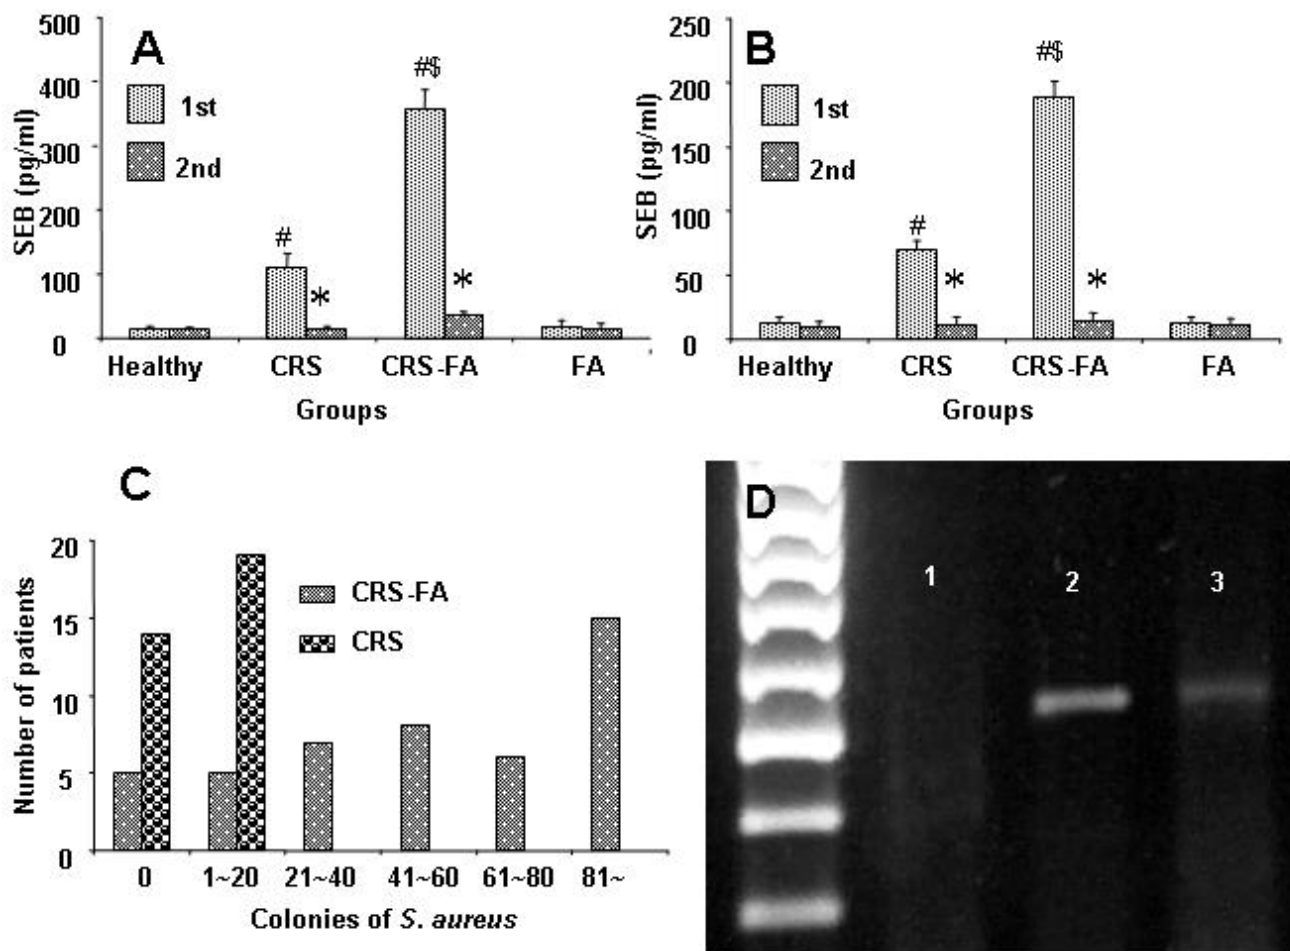 A
500
400
300
200
100
0
SEB (pg/ml)
1st
2nd
#
*
#$
*
Healthy CRS CRS-FA FA
Groups
B
250
200
150
100
50
0
SEB (pg/ml)
1st
2nd
#
*
#$
*
Healthy CRS CRS-FA FA
Groups
C
20
15
10
5
0
Number of patients
CRS-FA
CRS
0 1~20 21~40 41~60 61~80 81~
Colonies of S. aureus
D
1 2 3